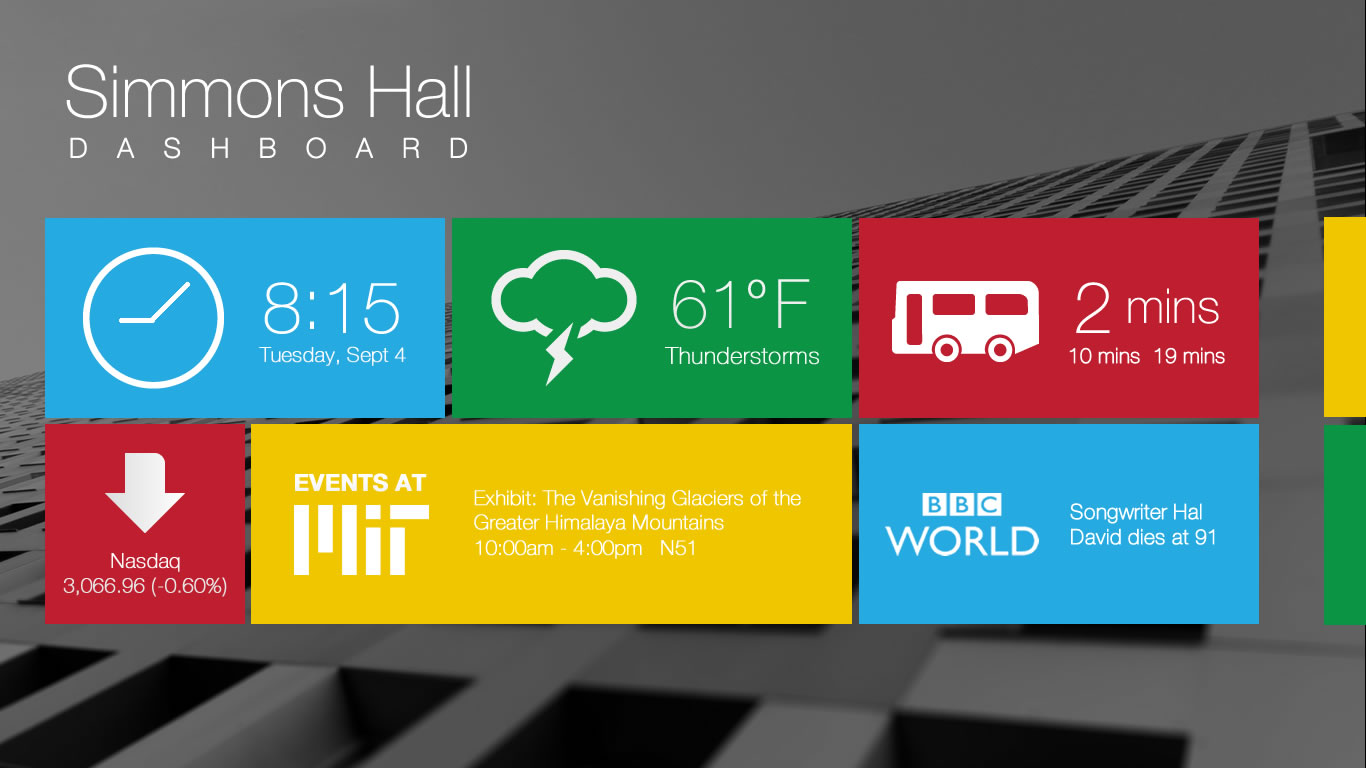 Simmons Hall
DASHBOARD
8:15
Tuesday, Sept 4
61°F
Thunderstorms
2 mins
10 mins 19 mins
Nasdaq
3,066.96 (-0.60%)
EVENTS AT
MIT
Exhibit: The Vanishing Glaciers of the
Greater Himalaya Mountains
10:00am - 4:00pm N51
BBC
WORLD
Songwriter Hal
David dies at 91